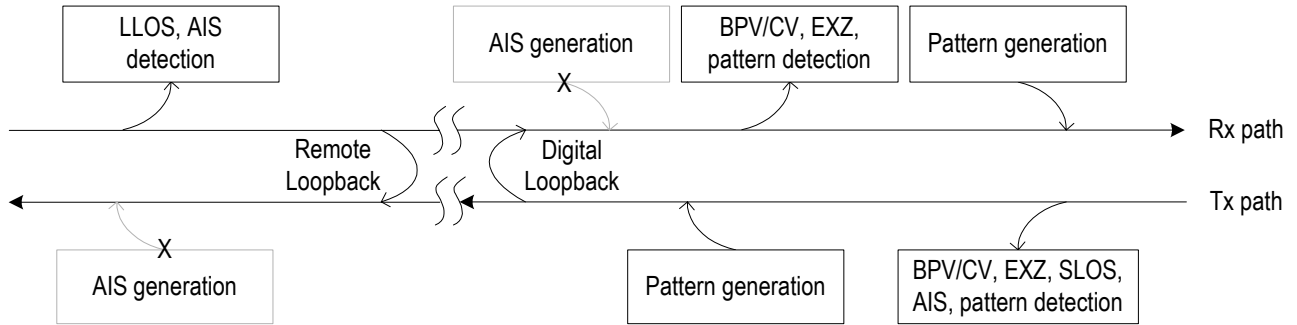 LLOS, AIS
detection
AIS generation
X
BPV/CV, EXZ,
pattern detection
Pattern generation
Rx path
Remote
Loopback
Digital
Loopback
Tx path
X
AIS generation
Pattern generation
BPV/CV, EXZ, SLOS,
AIS, pattern detection